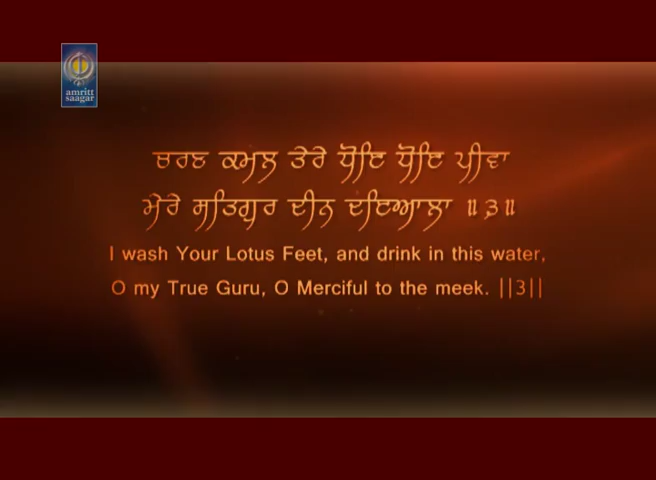 amritt
saagar
ਚਰਣ ਕਮਲ ਤੇਰੇ ਧੋਇ ਧੋਇ ਪੀਵਾ
ਮੇਰੇ ਸਤਿਗੁਰ ਦੀਨ ਦਇਆਲਾ ॥੩॥
I wash Your Lotus Feet, and drink in this water,
O my True Guru, O Merciful to the meek. ||3||